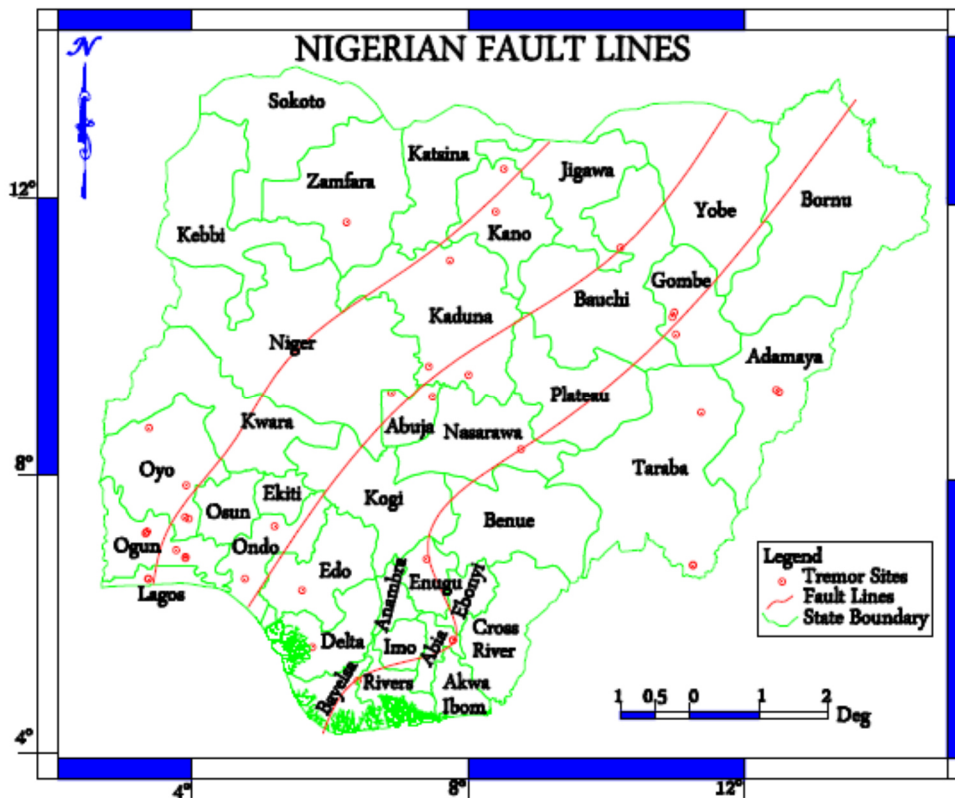 NIGERIAN FAULT LINES
N
Sokoto
Katsina
Zamfara
Jigawa
12°
Kebbi
Kano
Yobe
Bornu
Gombe
Bauchi
Kaduna
Niger
Adamaya
Plateau
Kwara
Abuja
Nasarawa
8°
Oyo
Taraba
Ekiti
Kogi
Osun
Benue
Ogun
Ondo
Edo
Anambra
Enugu
Ebonyi
Lagos
Delta
Imo
Abia
Cross
River
Bayelsa
Rivers
Akwa
Ibom
Legend
Tremor Sites
Fault Lines
State Boundary
1 0.5 0 1 2
Deg
4°
4° 8° 12°